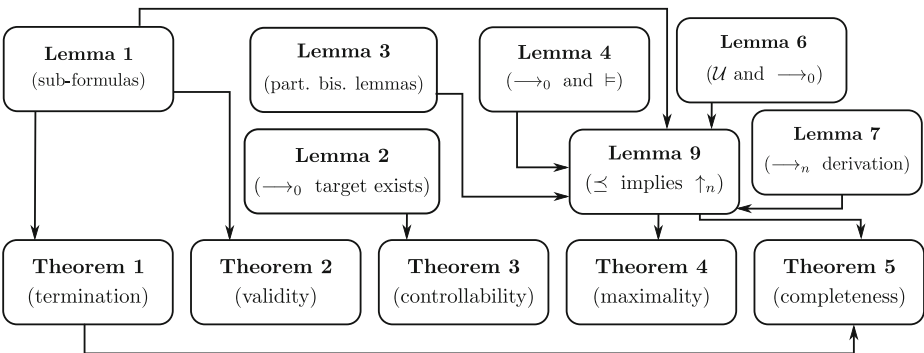 Lemma 1
(sub-formulas)
Lemma 3
(part. bis. lemmas)
Lemma 4
(⟶₀ and ⊨)
Lemma 6
(𝒰 and ⟶₀)
Lemma 2
(⟶₀ target exists)
Lemma 9
(⪯ implies ↑ₙ)
Lemma 7
(⟶ₙ derivation)
Theorem 1
(termination)
Theorem 2
(validity)
Theorem 3
(controllability)
Theorem 4
(maximality)
Theorem 5
(completeness)